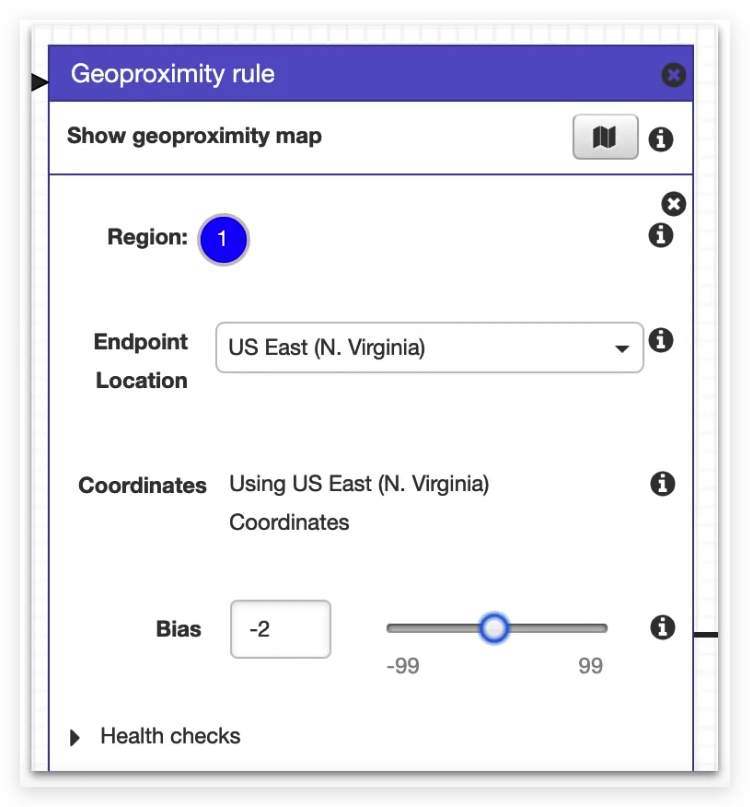 Geoproximity rule
Show geoproximity map
Region: 1
Endpoint
Location
US East (N. Virginia)
Coordinates
Using US East (N. Virginia)
Coordinates
Bias
-2
-99
99
Health checks